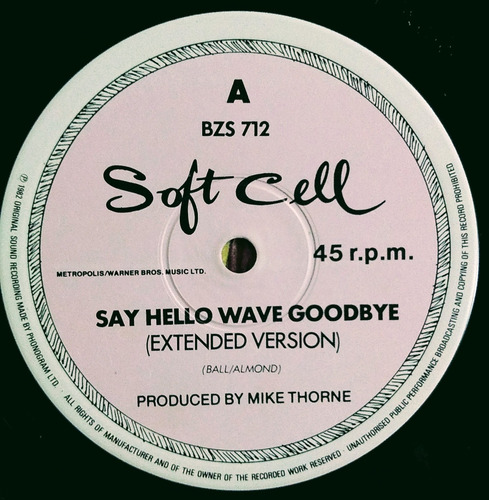 A
BZS 712
Soft Cell
45 r.p.m.
METROPOLIS/WARNER BROS. MUSIC LTD.
SAY HELLO WAVE GOODBYE
(EXTENDED VERSION)
(BALL/ALMOND)
PRODUCED BY MIKE THORNE
℗ 1982 ORIGINAL SOUND RECORDING MADE BY PHONOGRAM LTD. ALL RIGHTS OF MANUFACTURER AND OF THE OWNER OF THE RECORDED WORK RESERVED. UNAUTHORISED PUBLIC PERFORMANCE BROADCASTING AND COPYING OF THIS RECORD PROHIBITED